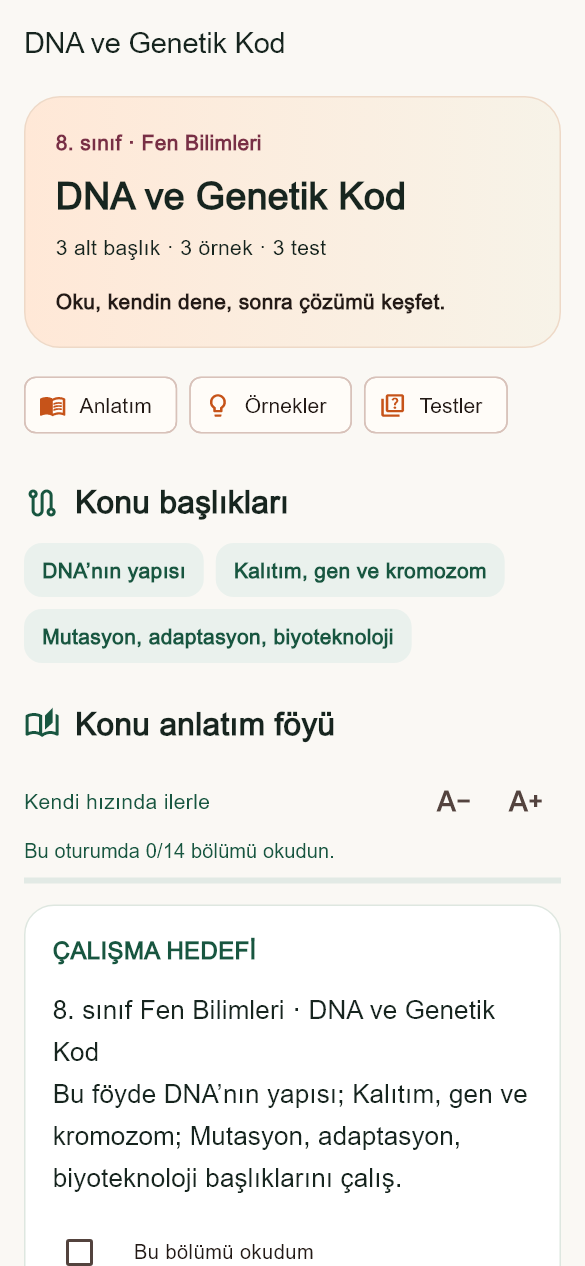 DNA ve Genetik Kod
8. sınıf · Fen Bilimleri
DNA ve Genetik Kod
3 alt başlık · 3 örnek · 3 test
Oku, kendin dene, sonra çözümü keşfet.
Anlatım
Örnekler
Testler
Konu başlıkları
DNA’nın yapısı
Kalıtım, gen ve kromozom
Mutasyon, adaptasyon, biyoteknoloji
Konu anlatım föyü
Kendi hızında ilerle
A−
A+
Bu oturumda 0/14 bölümü okudun.
ÇALIŞMA HEDEFİ
8. sınıf Fen Bilimleri · DNA ve Genetik
Kod
Bu föyde DNA’nın yapısı; Kalıtım, gen ve
kromozom; Mutasyon, adaptasyon,
biyoteknoloji başlıklarını çalış.
Bu bölümü okudum